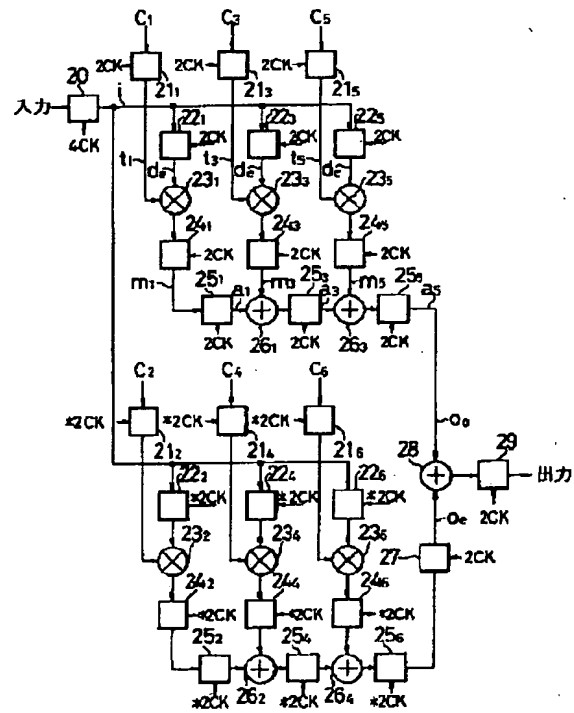 C₁ C₃ C₅
20 2CK 2CK 2CK
21₁ 21₃ 21₅
入力 i
4CK
22₁ 2CK 22₃ 2CK 22₅ 2CK
t₁ de t₃ de t₅ de
23₁ 23₃ 23₅
24₁ 24₃ 24₅
2CK 2CK 2CK
m₁ 25₁ a₁ m₃ 25₃ a₃ m₅ 25₅ a₅
26₁ 26₃
2CK 2CK 2CK
C₂ C₄ C₆
Oo
*2CK *2CK *2CK
21₂ 21₄ 21₆
28 29
出力
22₂ 22₄ 22₆
*2CK *2CK *2CK
2CK
Oe
23₂ 23₄ 23₆
27 2CK
24₂ 24₄ 24₆
*2CK *2CK *2CK
25₂ 25₄ 25₆
26₂ 26₄
*2CK *2CK *2CK